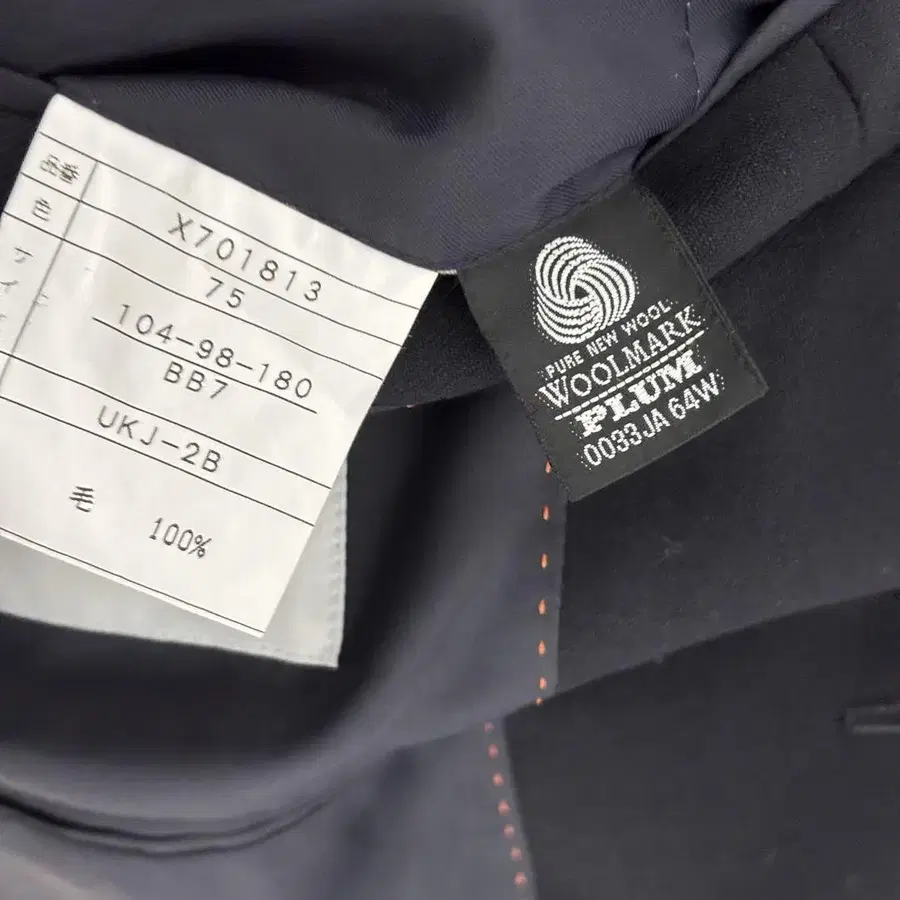 品番 X701813
色 75
サイズ 104-98-180
BB7
UKJ-2B
毛 100%
PURE NEW WOOL
WOOLMARK
PLUM
0033JA 64W